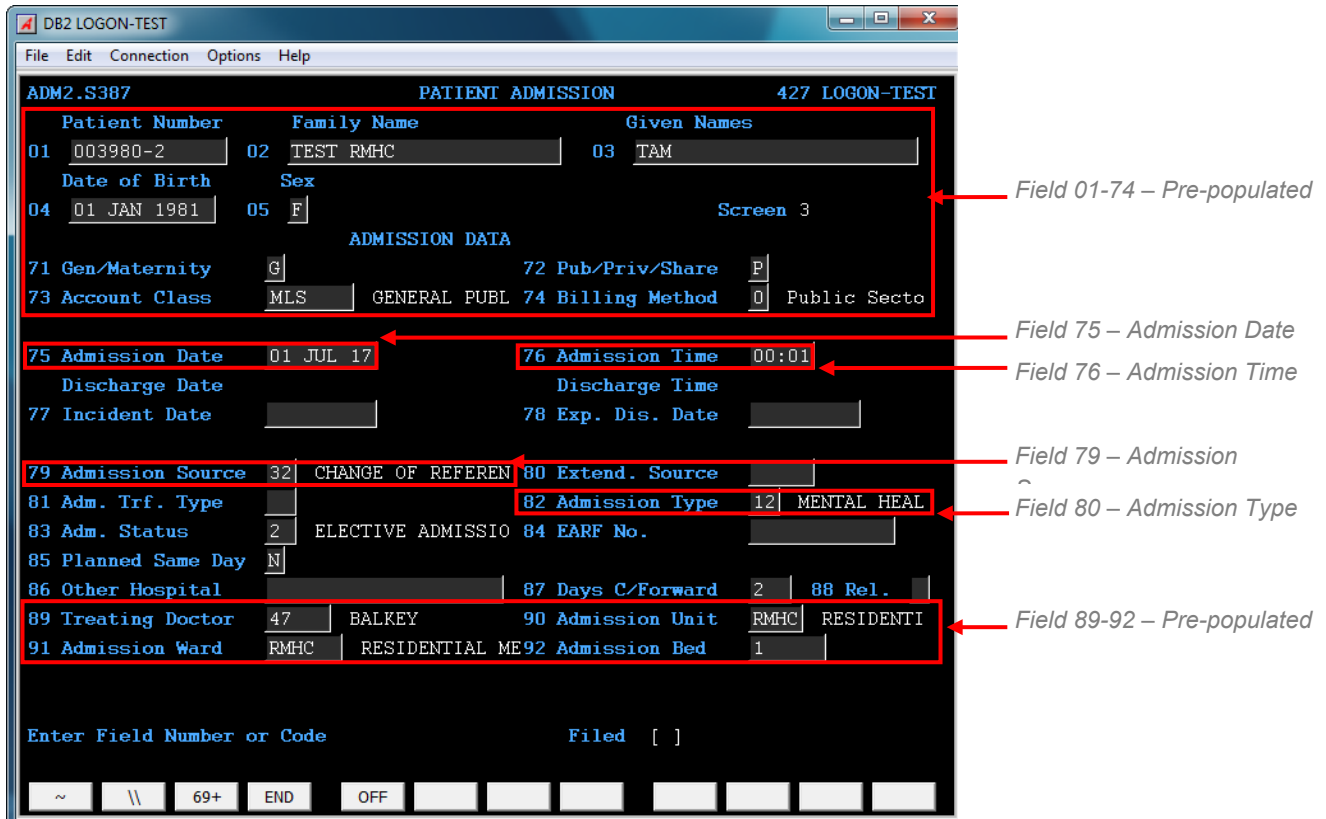 DB2 LOGON-TEST
File Edit Connection Options Help
ADM2.S387 PATIENT ADMISSION 427 LOGON-TEST
Patient Number Family Name Given Names
01 003980-2 02 TEST RMHC 03 TAM
Date of Birth Sex
04 01 JAN 1981 05 F Screen 3
Field 01-74 – Pre-populated
ADMISSION DATA
71 Gen/Maternity G 72 Pub/Priv/Share P
73 Account Class MLS GENERAL PUBL 74 Billing Method 0 Public Secto
Field 75 – Admission Date
75 Admission Date 01 JUL 17 76 Admission Time 00:01
Field 76 – Admission Time
Discharge Date Discharge Time
77 Incident Date 78 Exp. Dis. Date
Field 79 – Admission
79 Admission Source 32 CHANGE OF REFEREN 80 Extend. Source
81 Adm. Trf. Type 82 Admission Type 12 MENTAL HEAL
Field 80 – Admission Type
83 Adm. Status 2 ELECTIVE ADMISSIO 84 EARF No.
85 Planned Same Day N
86 Other Hospital 87 Days C/Forward 2 88 Rel.
89 Treating Doctor 47 BALKEY 90 Admission Unit RMHC RESIDENTI
Field 89-92 – Pre-populated
91 Admission Ward RMHC RESIDENTIAL ME92 Admission Bed 1
Enter Field Number or Code Filed [ ]
~ \\ 69+ END OFF